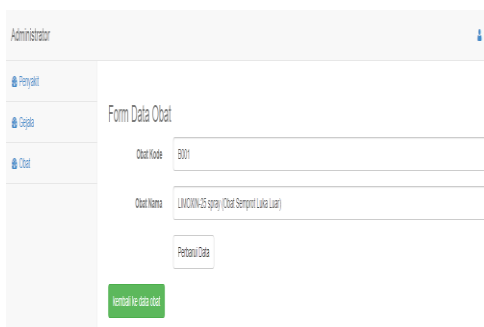 Administrator
Penyakit
Gejala
Obat
Form Data Obat
Obat Kode B001
Obat Nama LIMOXIN-25 spray (Obat Semprot Luka Luar)
Perbarui Data
kembali ke data obat